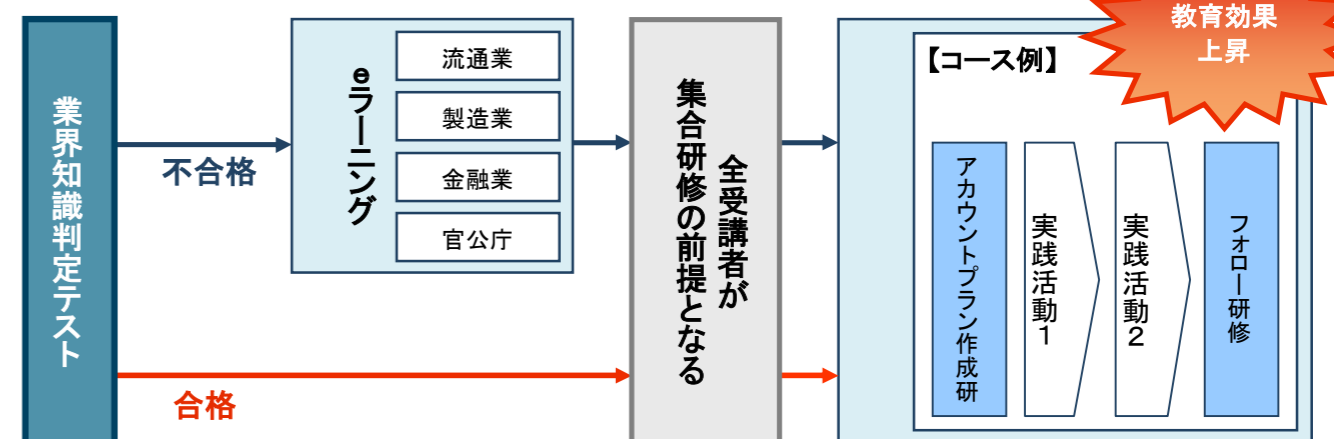 業界知識判定テスト
不合格
合格
eラーニング
流通業
製造業
金融業
官公庁
全受講者が
集合研修の前提となる
【コース例】
教育効果
上昇
アカウントプラン作成研
実践活動１
実践活動２
フォロー研修